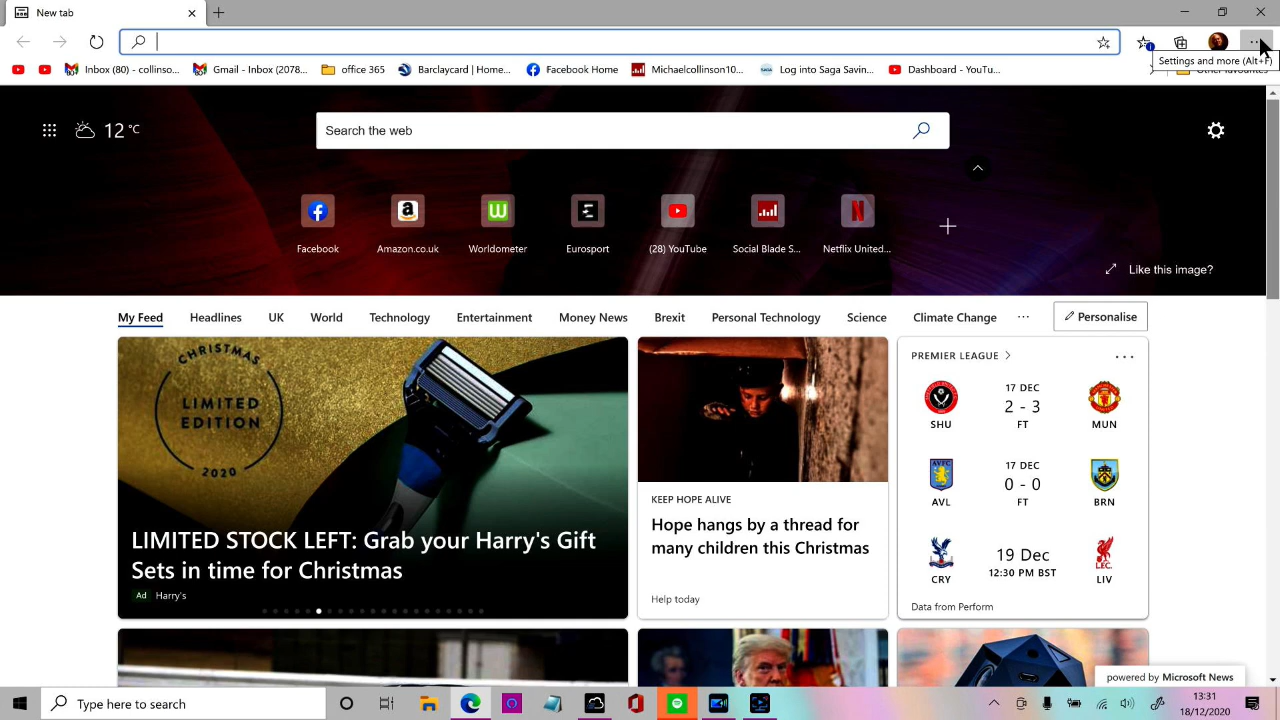 New tab
Settings and more (Alt+F)
Inbox (80) - collinso...
Gmail - Inbox (2078...
office 365
Barclaycard | Home...
Facebook Home
Michaelcollinson10...
Log into Saga Savin...
Dashboard - YouTu...
12 °C
Search the web
Facebook
Amazon.co.uk
Worldometer
Eurosport
(28) YouTube
Social Blade S...
Netflix United...
Like this image?
My Feed
Headlines
UK
World
Technology
Entertainment
Money News
Brexit
Personal Technology
Science
Climate Change
Personalise
CHRISTMAS
LIMITED
EDITION
2020
LIMITED STOCK LEFT: Grab your Harry's Gift
Sets in time for Christmas
Ad Harry's
KEEP HOPE ALIVE
Hope hangs by a thread for
many children this Christmas
Help today
PREMIER LEAGUE
17 DEC
2 - 3
SHU FT MUN
17 DEC
0 - 0
AVL FT BRN
19 Dec
12:30 PM BST
CRY LIV
Data from Perform
powered by Microsoft News
Type here to search
13:31
18/12/2020